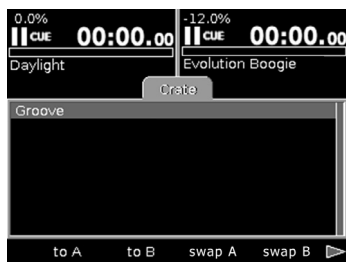 0.0%
CUE 00:00.00
Daylight
-12.0%
CUE 00:00.00
Evolution Boogie
Crate
Groove
to A to B swap A swap B